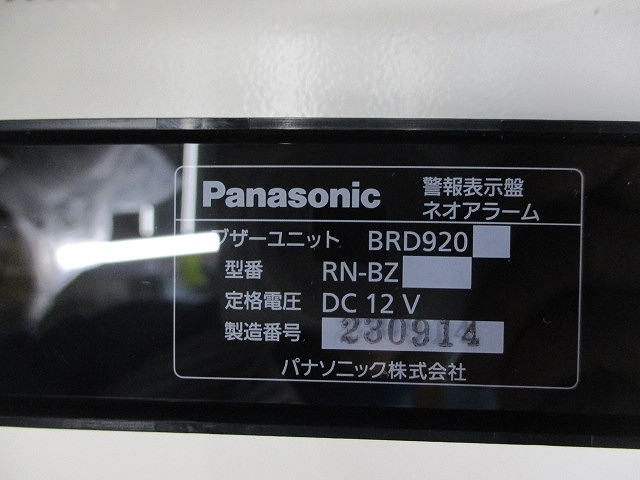 Panasonic 警報表示盤
ネオアラーム
ブザーユニット BRD920
型番 RN-BZ
定格電圧 DC 12 V
製造番号 230914
パナソニック株式会社